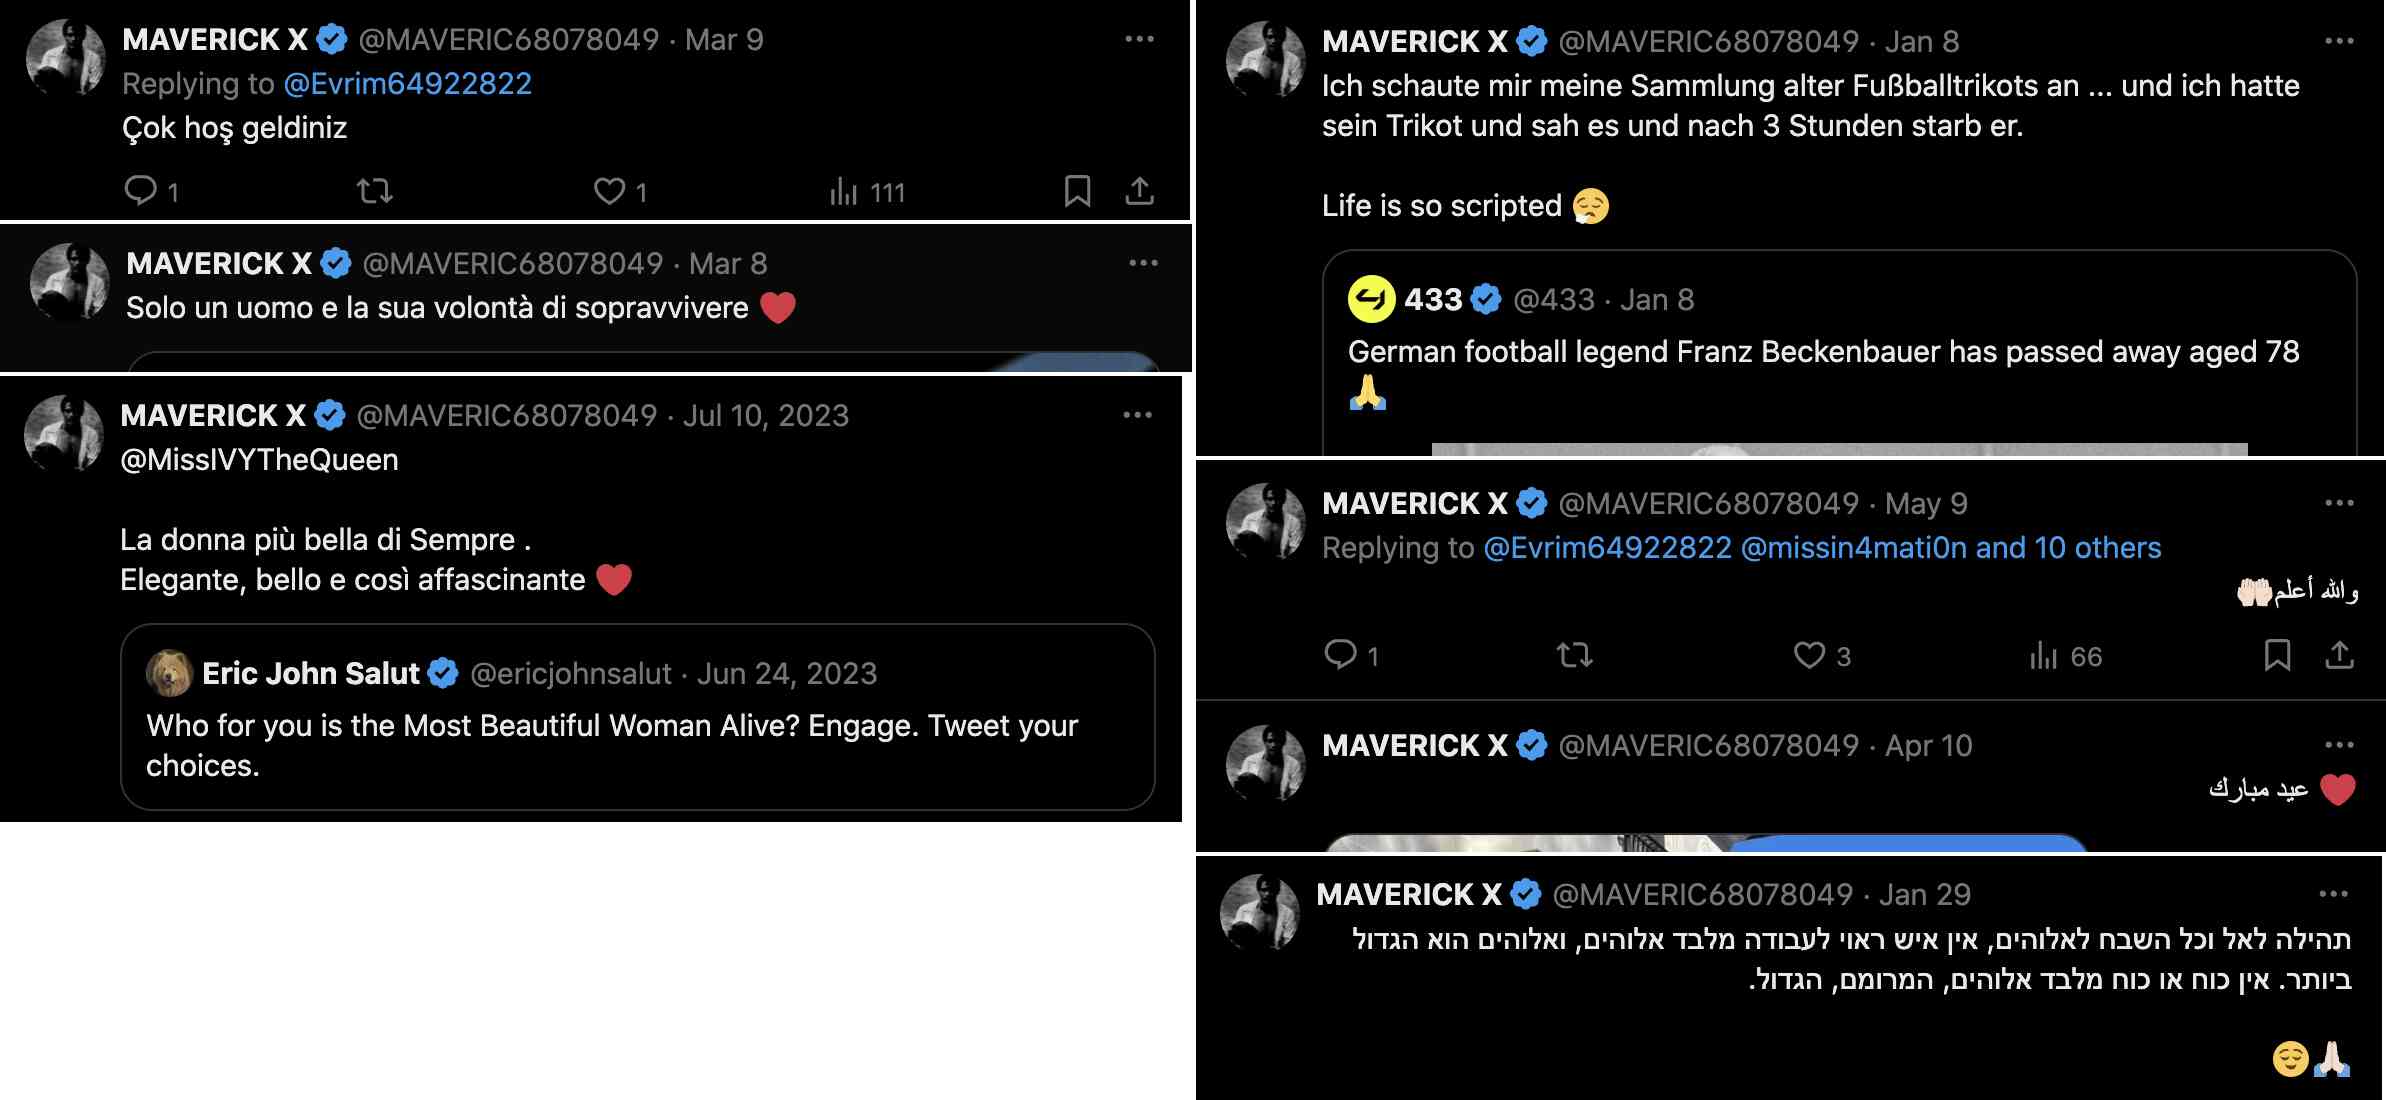 MAVERICK X @MAVERIC68078049 · Mar 9
Replying to @Evrim64922822
Çok hoş geldiniz
1 1 111
MAVERICK X @MAVERIC68078049 · Mar 8
Solo un uomo e la sua volontà di sopravvivere ❤️
MAVERICK X @MAVERIC68078049 · Jul 10, 2023
@MissIVYTheQueen
La donna più bella di Sempre .
Elegante, bello e così affascinante ❤️
Eric John Salut @ericjohnsalut · Jun 24, 2023
Who for you is the Most Beautiful Woman Alive? Engage. Tweet your
choices.
MAVERICK X @MAVERIC68078049 · Jan 8
Ich schaute mir meine Sammlung alter Fußballtrikots an ... und ich hatte
sein Trikot und sah es und nach 3 Stunden starb er.
Life is so scripted 😮‍💨
433 @433 · Jan 8
German football legend Franz Beckenbauer has passed away aged 78
🙏
MAVERICK X @MAVERIC68078049 · May 9
Replying to @Evrim64922822 @missin4mati0n and 10 others
والله أعلم🤲🏻
1 3 66
MAVERICK X @MAVERIC68078049 · Apr 10
❤️ عيد مبارك
MAVERICK X @MAVERIC68078049 · Jan 29
תהילה לאל וכל השבח לאלוהים, אין איש ראוי לעבודה מלבד אלוהים, ואלוהים הוא הגדול
ביותר. אין כוח או כוח מלבד אלוהים, המרומם, הגדול.
🙏🏻😌